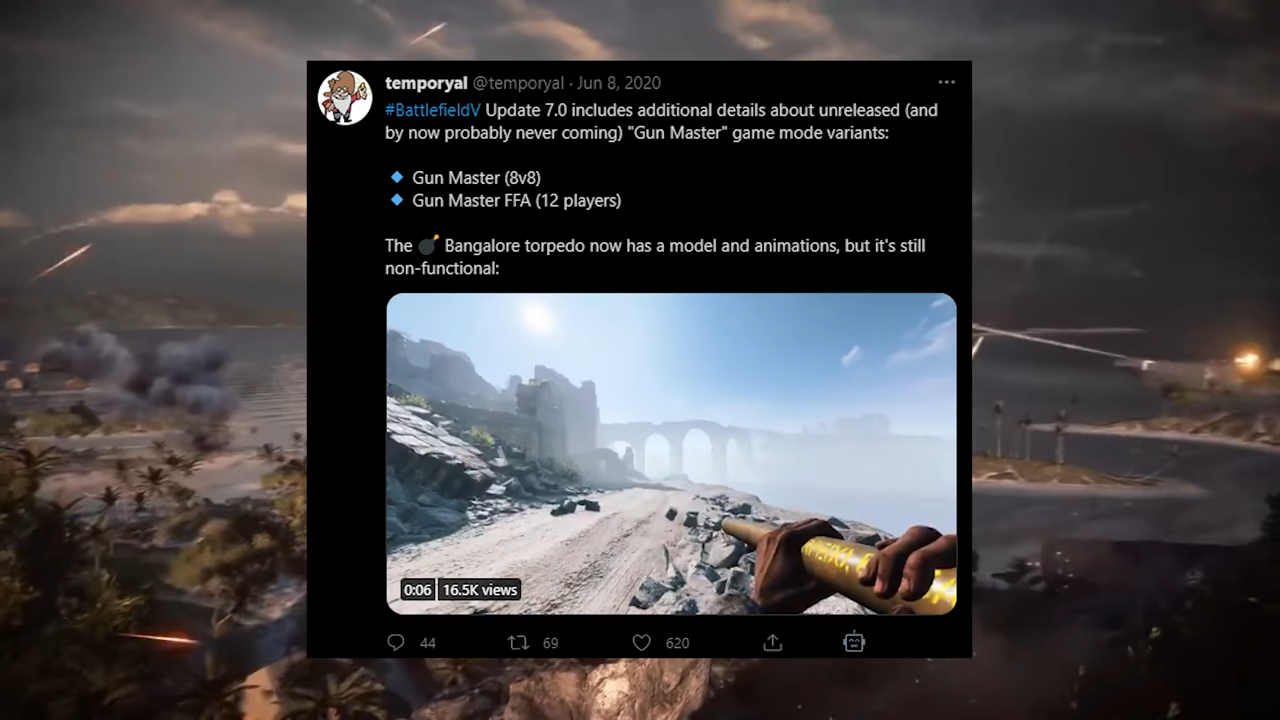 temporyal @temporyal · Jun 8, 2020
#BattlefieldV Update 7.0 includes additional details about unreleased (and
by now probably never coming) "Gun Master" game mode variants:
🔹 Gun Master (8v8)
🔹 Gun Master FFA (12 players)
The 💣 Bangalore torpedo now has a model and animations, but it's still
non-functional:
0:06 16.5K views
44 69 620